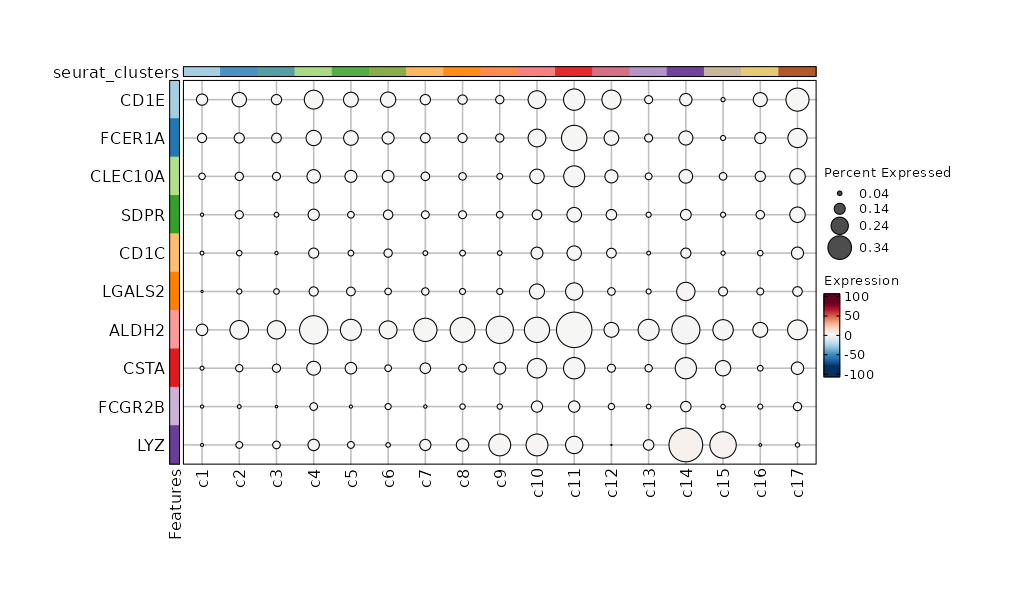 seurat_clusters
CD1E
FCER1A
CLEC10A
SDPR
CD1C
LGALS2
ALDH2
CSTA
FCGR2B
LYZ
Features
c1 c2 c3 c4 c5 c6 c7 c8 c9 c10 c11 c12 c13 c14 c15 c16 c17
Percent Expressed
0.04
0.14
0.24
0.34
Expression
100
50
0
-50
-100